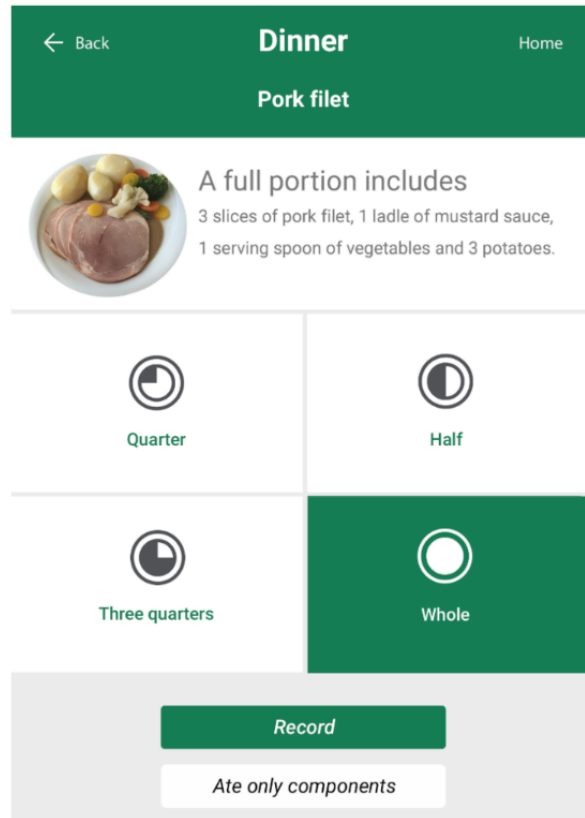 Back
Dinner
Home
Pork filet
A full portion includes
3 slices of pork filet, 1 ladle of mustard sauce,
1 serving spoon of vegetables and 3 potatoes.
Quarter
Half
Three quarters
Whole
Record
Ate only components